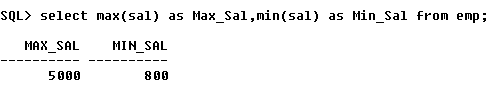 SQL> select max(sal) as Max_Sal,min(sal) as Min_Sal from emp;
   MAX_SAL    MIN_SAL
---------- ----------
      5000        800